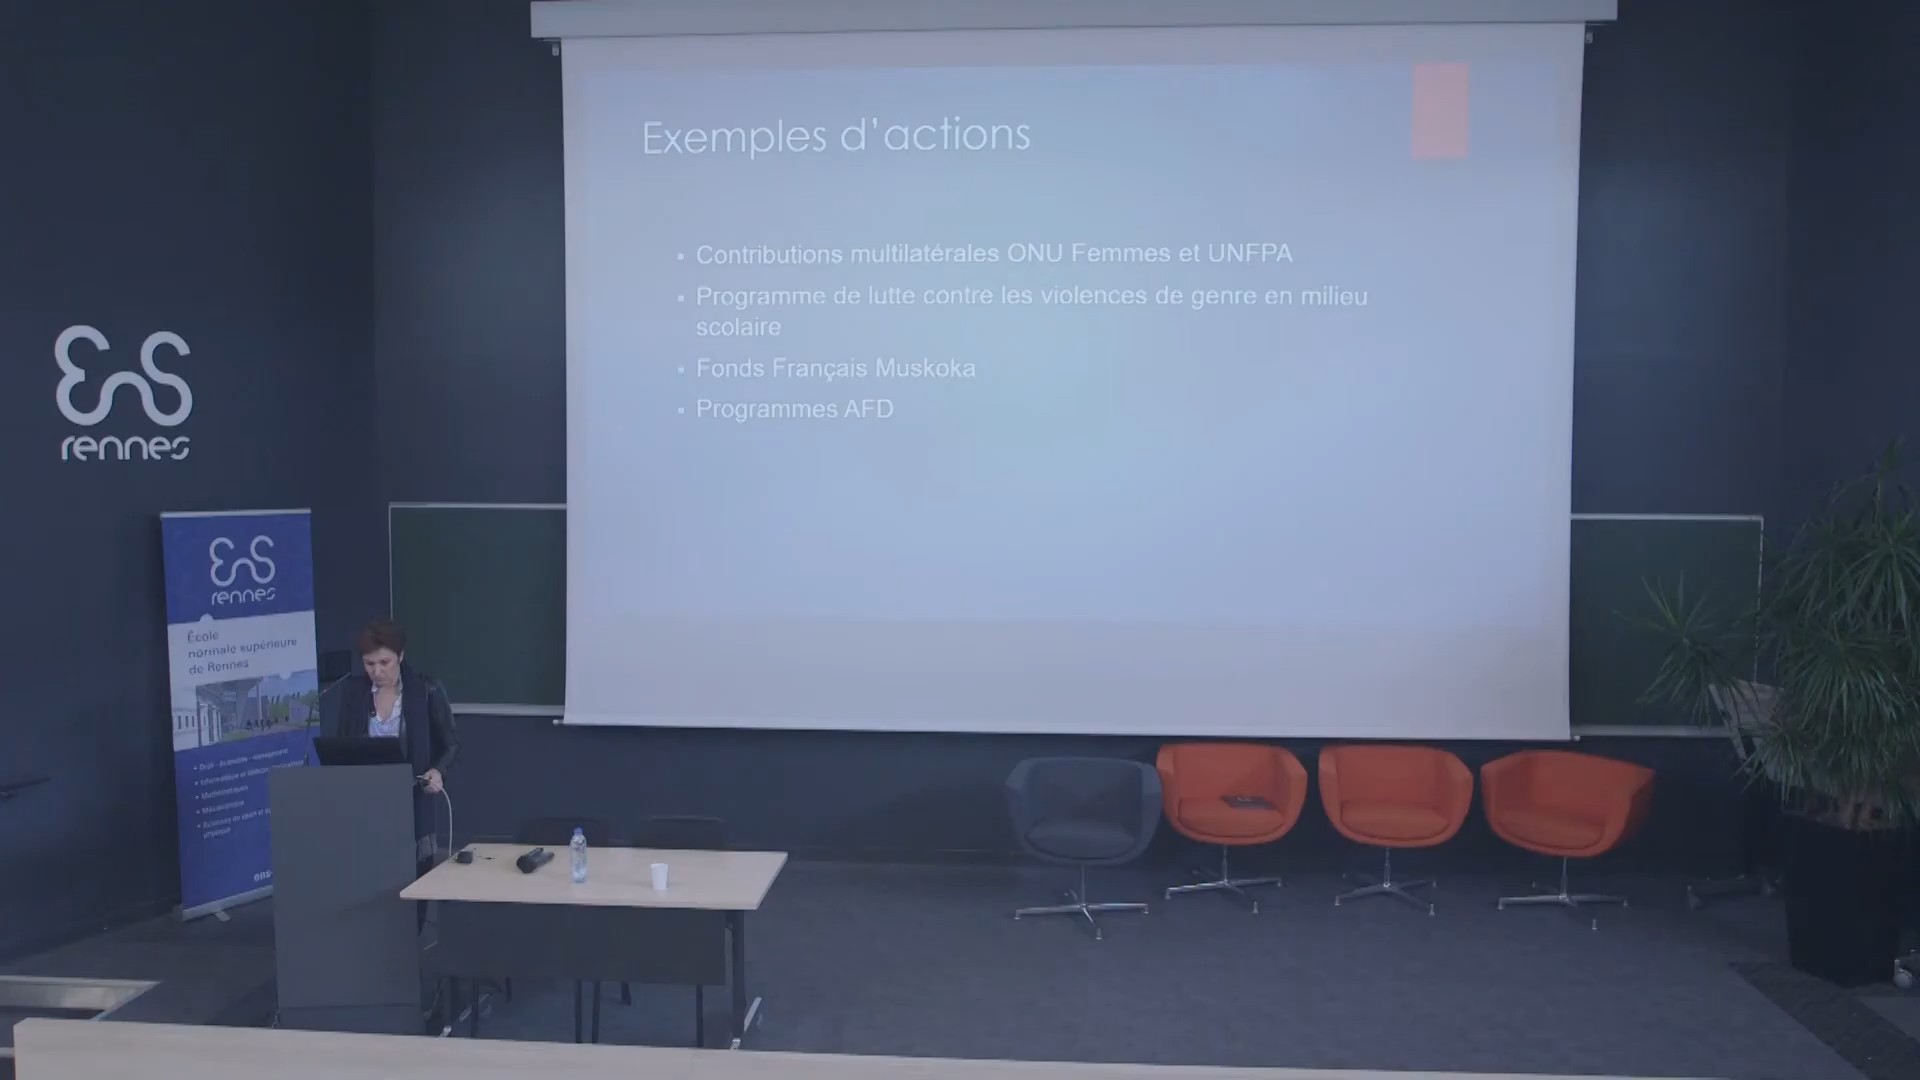 Exemples d'actions
Contributions multilatérales ONU Femmes et UNFPA
Programme de lutte contre les violences de genre en milieu
scolaire
Fonds Français Muskoka
Programmes AFD
ens
rennes
ens
rennes
École
normale supérieure
de Rennes
Mathématiques